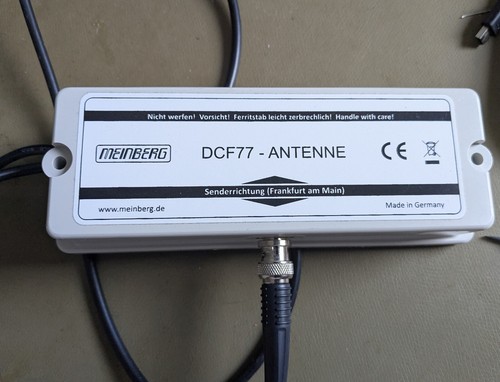 Nicht werfen! Vorsicht! Ferritstab leicht zerbrechlich! Handle with care!
MEINBERG
DCF77 - ANTENNE
CE
Senderrichtung (Frankfurt am Main)
www.meinberg.de
Made in Germany